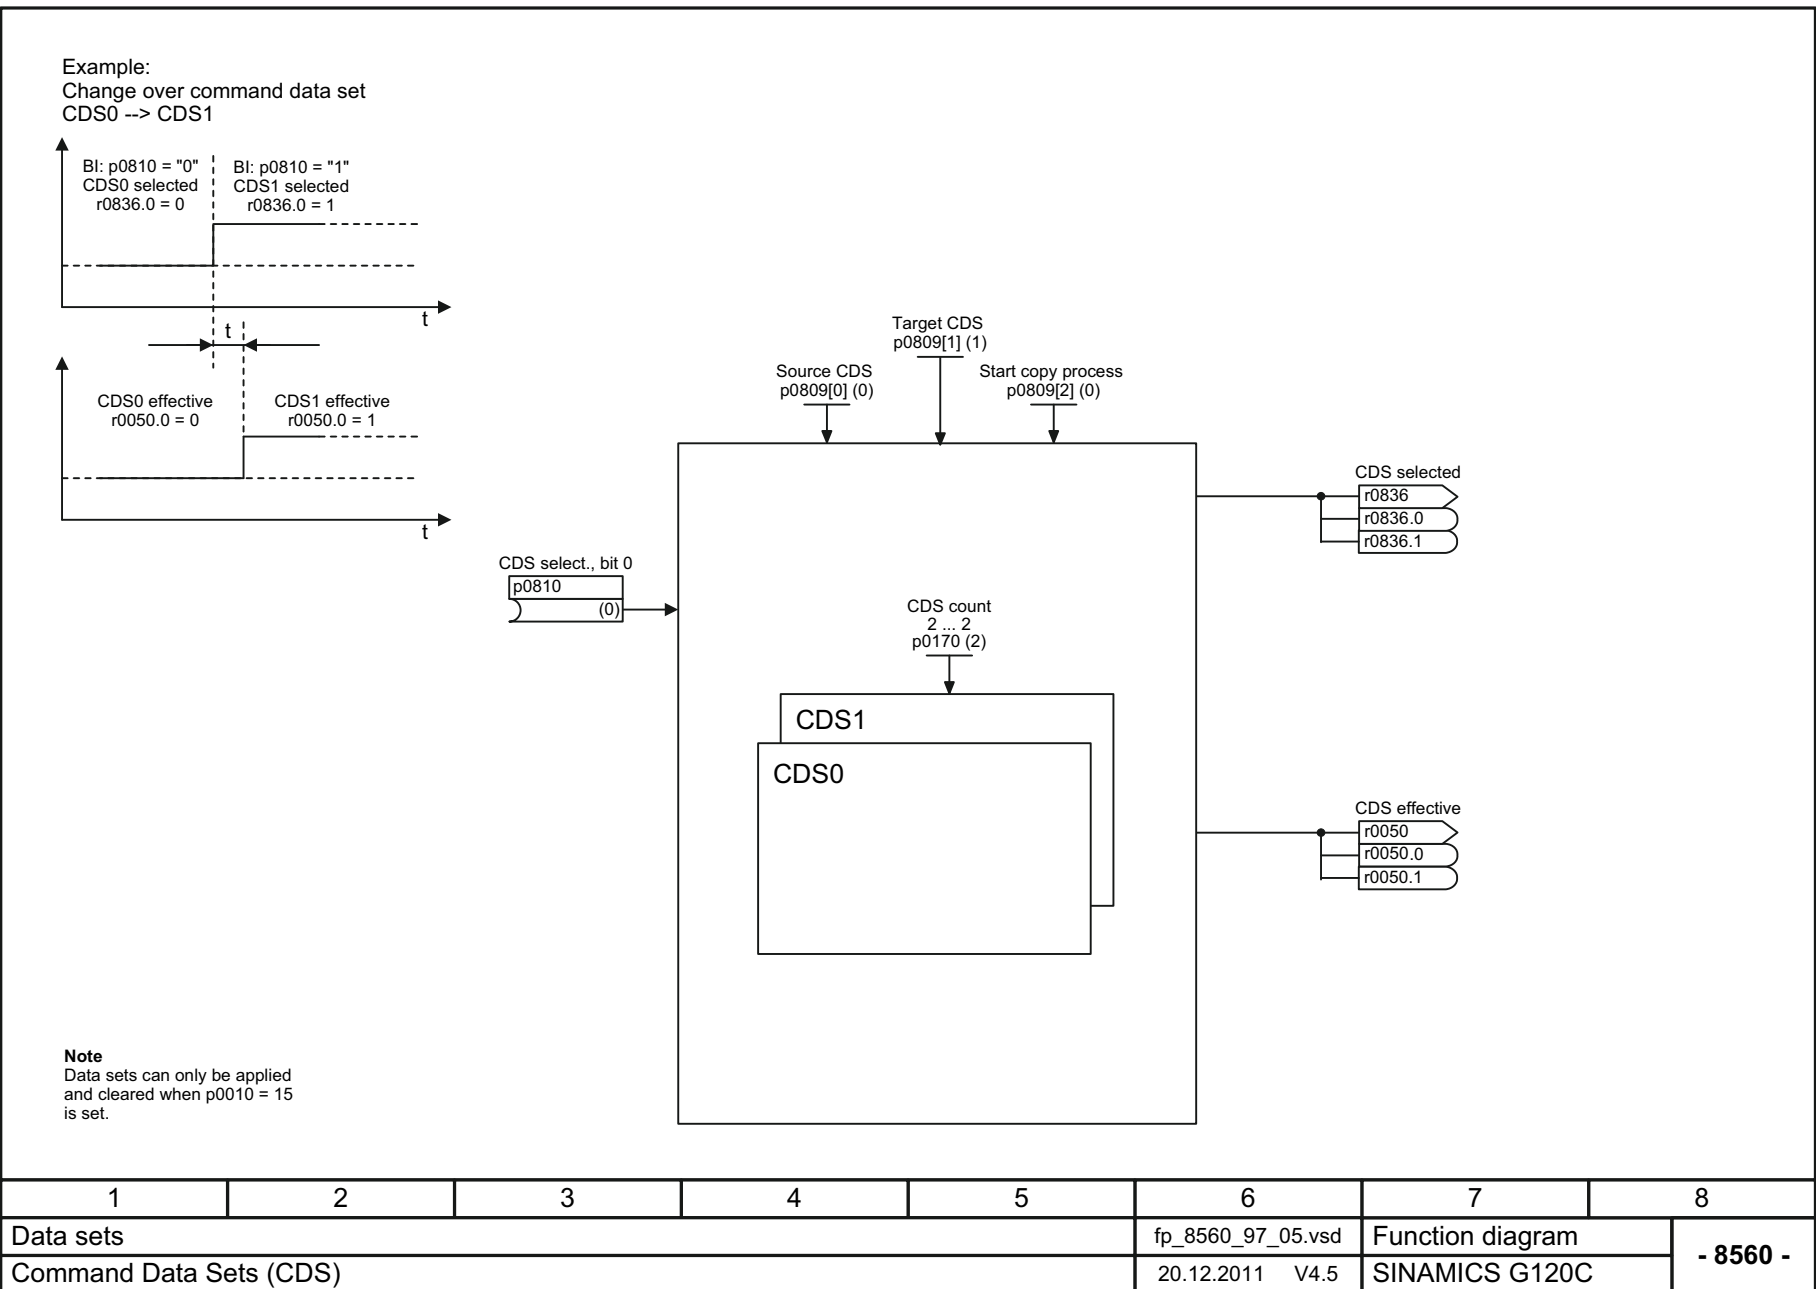 Example:
Change over command data set
CDS0 --> CDS1
BI: p0810 = "0"
CDS0 selected
r0836.0 = 0
BI: p0810 = "1"
CDS1 selected
r0836.0 = 1
t
t
CDS0 effective
r0050.0 = 0
CDS1 effective
r0050.0 = 1
t
Target CDS
p0809[1] (1)
Source CDS
p0809[0] (0)
Start copy process
p0809[2] (0)
CDS selected
r0836
r0836.0
r0836.1
CDS select., bit 0
p0810
(0)
CDS count
2 ... 2
p0170 (2)
CDS1
CDS0
CDS effective
r0050
r0050.0
r0050.1
Note
Data sets can only be applied
and cleared when p0010 = 15
is set.
1 2 3 4 5 6 7 8
Data sets fp_8560_97_05.vsd Function diagram
- 8560 -
Command Data Sets (CDS) 20.12.2011 V4.5 SINAMICS G120C